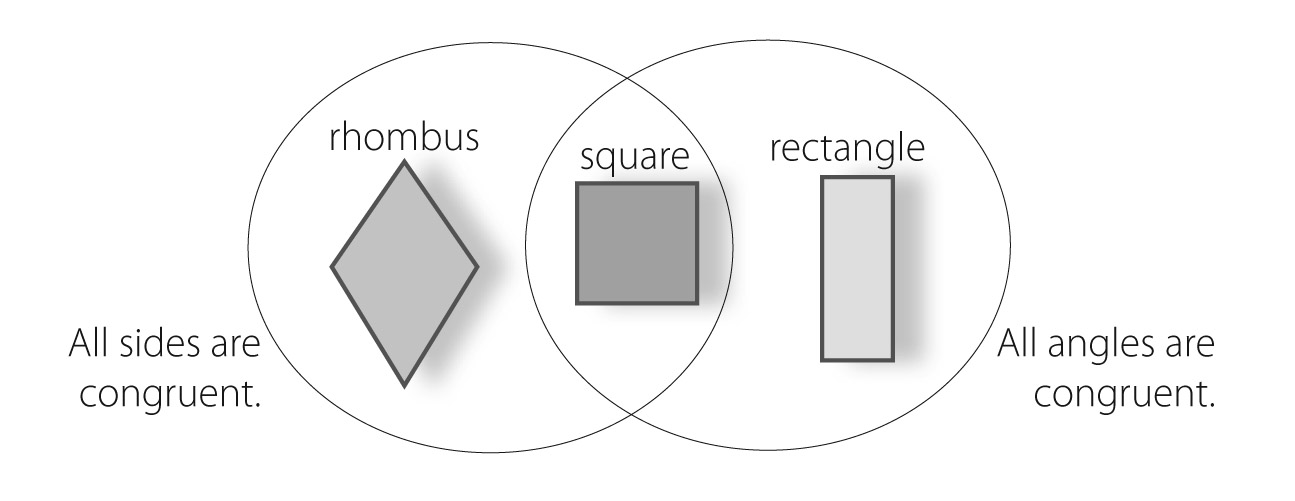 rhombus
square
rectangle
All sides are
congruent.
All angles are
congruent.